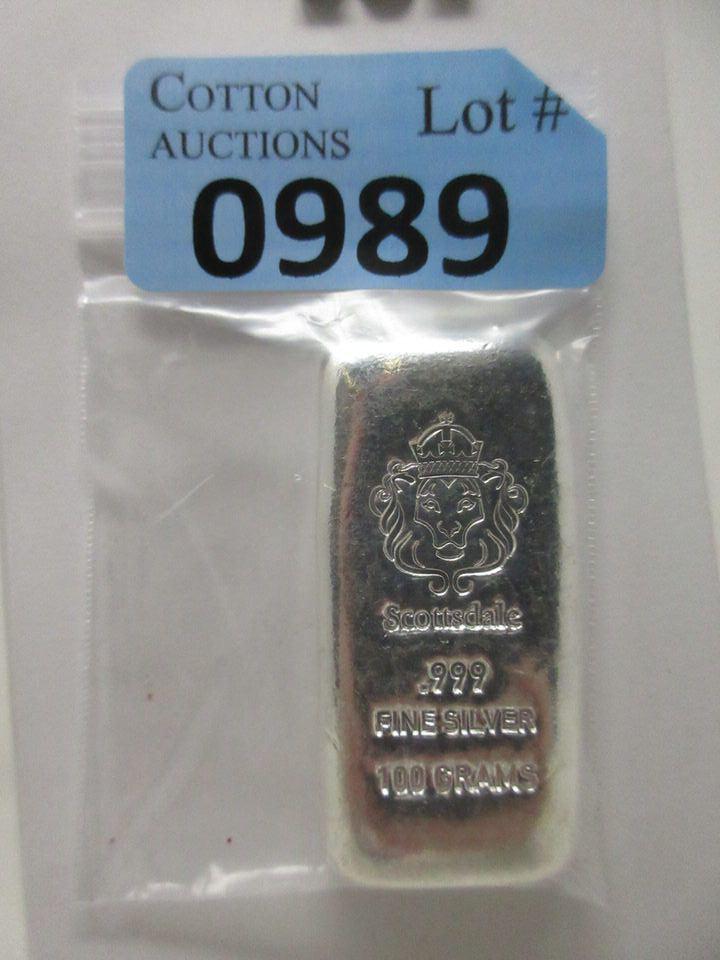 COTTON
AUCTIONS
Lot #
0989
Scottsdale
.999
FINE SILVER
100 GRAMS